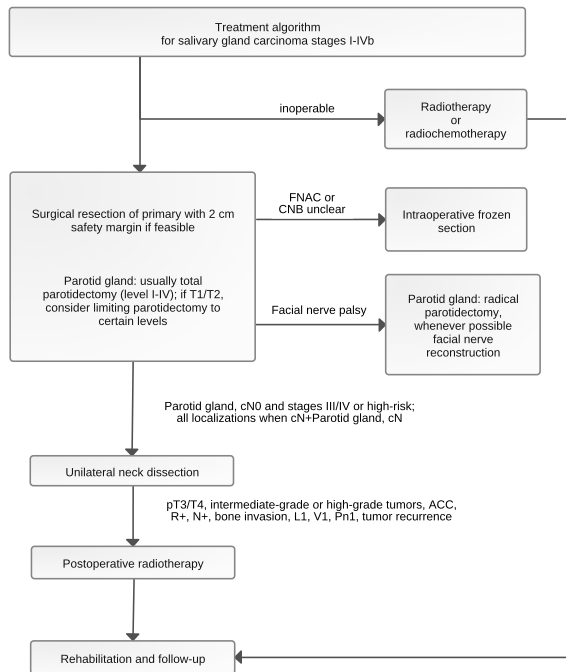 Treatment algorithm
for salivary gland carcinoma stages I-IVb
inoperable
Radiotherapy
or
radiochemotherapy
Surgical resection of primary with 2 cm
safety margin if feasible
Parotid gland: usually total
parotidectomy (level I-IV); if T1/T2,
consider limiting parotidectomy to
certain levels
FNAC or
CNB unclear
Intraoperative frozen
section
Facial nerve palsy
Parotid gland: radical
parotidectomy,
whenever possible
facial nerve
reconstruction
Parotid gland, cN0 and stages III/IV or high-risk;
all localizations when cN+Parotid gland, cN
Unilateral neck dissection
pT3/T4, intermediate-grade or high-grade tumors, ACC,
R+, N+, bone invasion, L1, V1, Pn1, tumor recurrence
Postoperative radiotherapy
Rehabilitation and follow-up